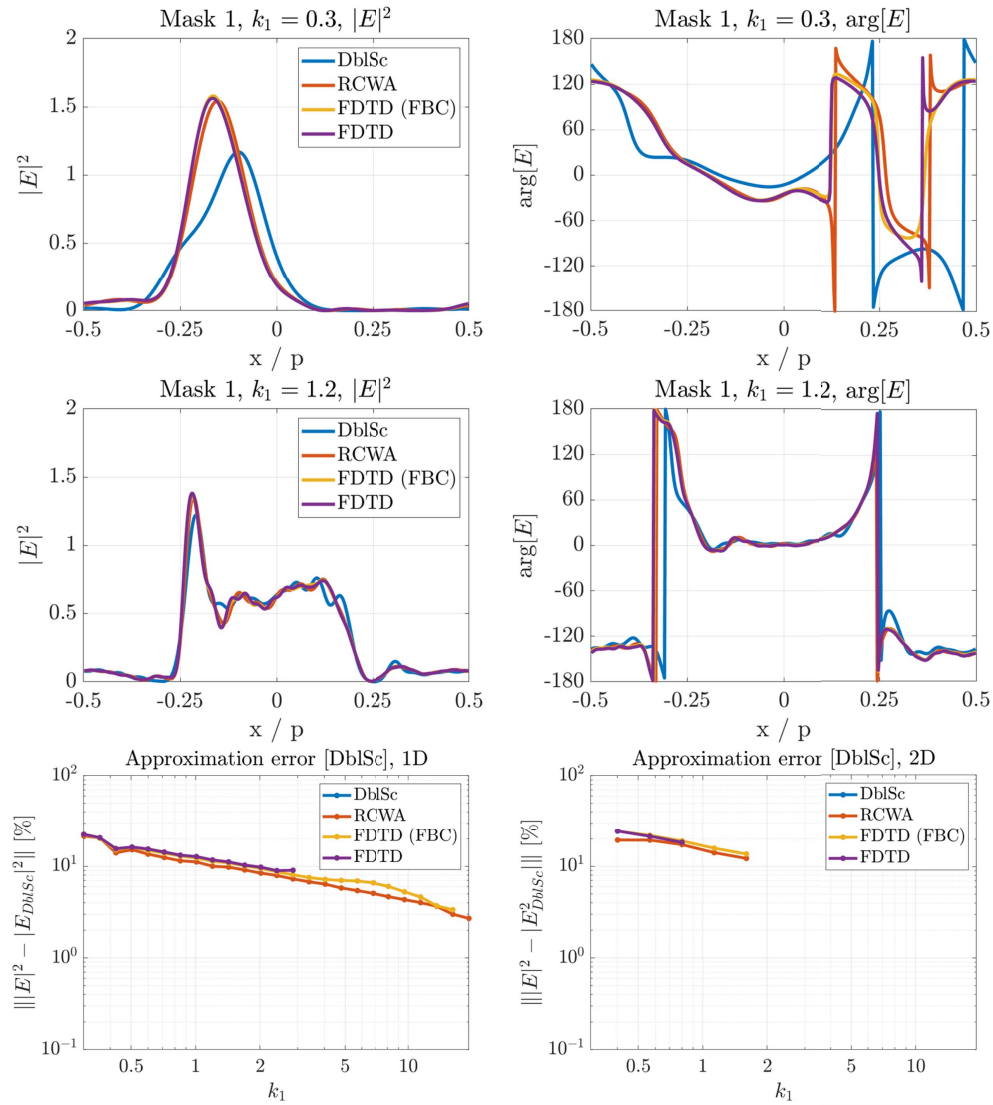 Mask 1, k₁ = 0.3, |E|²
|E|²
2
1.5
1
0.5
0
DblSc
RCWA
FDTD (FBC)
FDTD
-0.5
-0.25
0
0.25
0.5
x / p
Mask 1, k₁ = 0.3, arg[E]
arg[E]
180
120
60
0
-60
-120
-180
-0.5
-0.25
0
0.25
0.5
x / p
Mask 1, k₁ = 1.2, |E|²
|E|²
2
1.5
1
0.5
0
DblSc
RCWA
FDTD (FBC)
FDTD
-0.5
-0.25
0
0.25
0.5
x / p
Mask 1, k₁ = 1.2, arg[E]
arg[E]
180
120
60
0
-60
-120
-180
-0.5
-0.25
0
0.25
0.5
x / p
Approximation error [DblSc], 1D
|||E|² − |E_DblSc|²|| [%]
10²
10¹
10⁰
10⁻¹
DblSc
RCWA
FDTD (FBC)
FDTD
0.5
1
2
5
10
k₁
Approximation error [DblSc], 2D
|||E|² − |E²_DblSc||| [%]
10²
10¹
10⁰
10⁻¹
DblSc
RCWA
FDTD (FBC)
FDTD
0.5
1
2
5
10
k₁